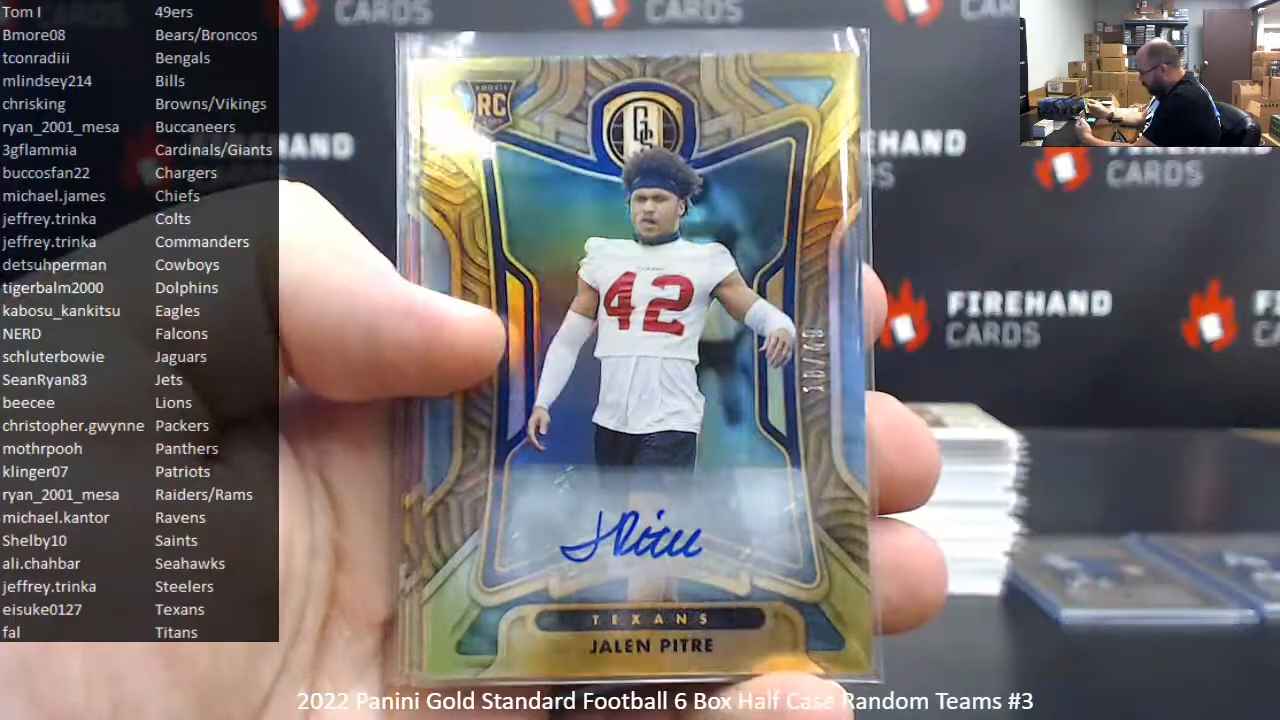 Tom I 49ers
Bmore08 Bears/Broncos
tconradiii Bengals
mlindsey214 Bills
chrisking Browns/Vikings
ryan_2001_mesa Buccaneers
3gflammia Cardinals/Giants
buccosfan22 Chargers
michael.james Chiefs
jeffrey.trinka Colts
jeffrey.trinka Commanders
detsuhperman Cowboys
tigerbalm2000 Dolphins
kabosu_kankitsu Eagles
NERD Falcons
schluterbowie Jaguars
SeanRyan83 Jets
beecee Lions
christopher.gwynne Packers
mothrpooh Panthers
klinger07 Patriots
ryan_2001_mesa Raiders/Rams
michael.kantor Ravens
Shelby10 Saints
ali.chahbar Seahawks
jeffrey.trinka Steelers
eisuke0127 Texans
fal Titans
CARDS
CARDS
ROOKIE
RC
GS
42
J Pitre
TEXANS
JALEN PITRE
FIREHAND
CARDS
2022 Panini Gold Standard Football 6 Box Half Case Random Teams #3